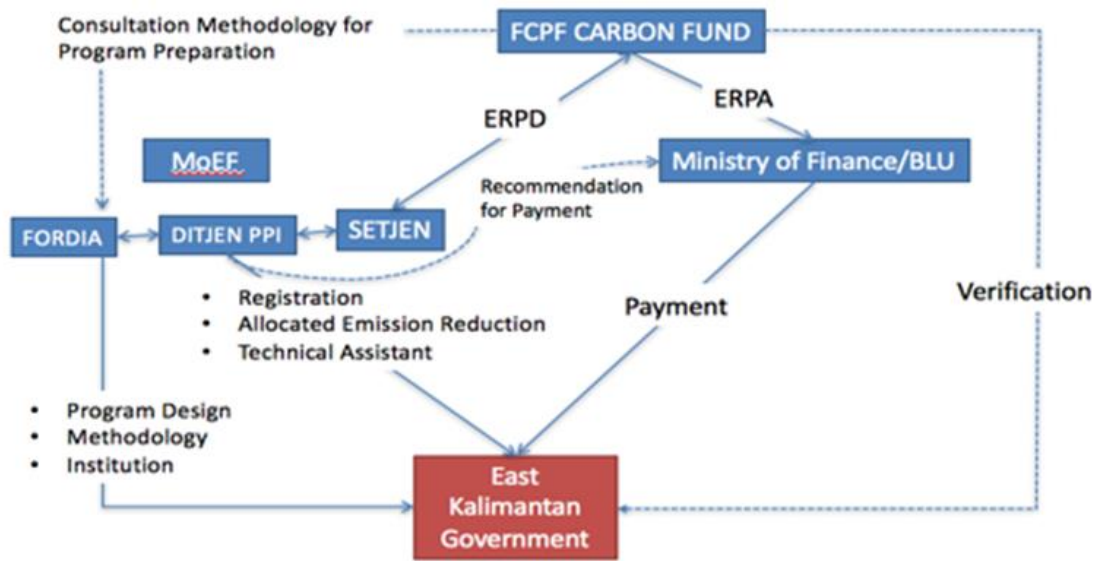 Consultation Methodology for
Program Preparation
FCPF CARBON FUND
ERPD
ERPA
MoEF
Ministry of Finance/BLU
Recommendation
for Payment
FORDIA
DITJEN PPI
SETJEN
• Registration
• Allocated Emission Reduction
• Technical Assistant
Payment
Verification
• Program Design
• Methodology
• Institution
East
Kalimantan
Government